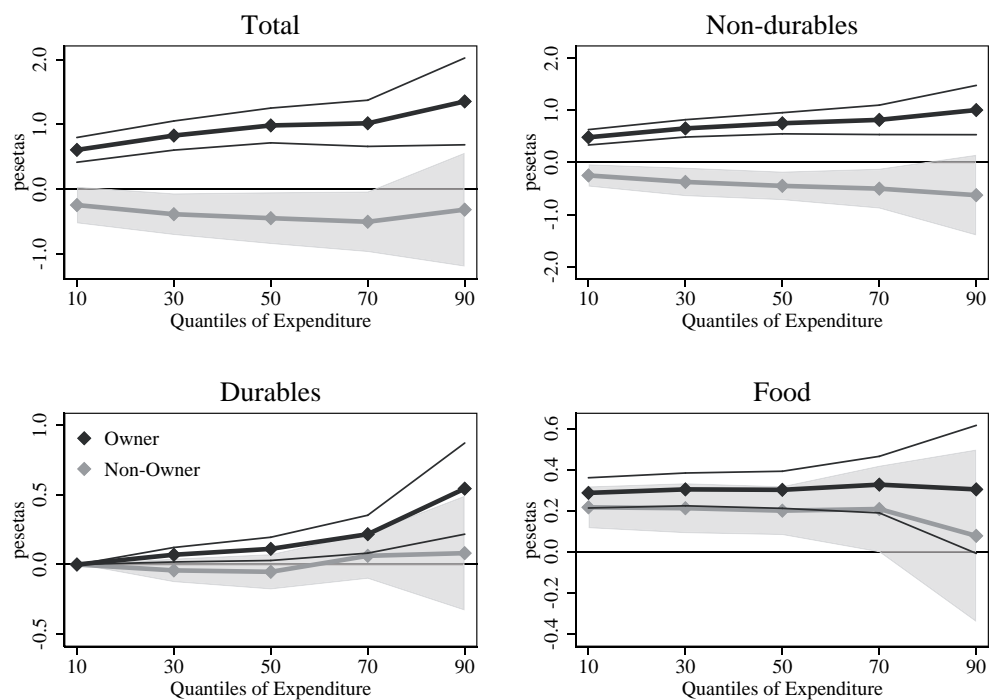 Total
pesetas
2.0
1.0
0.0
-1.0
10 30 50 70 90
Quantiles of Expenditure
Non-durables
pesetas
2.0
1.0
0.0
-1.0
-2.0
10 30 50 70 90
Quantiles of Expenditure
Durables
pesetas
1.0
0.5
0.0
-0.5
Owner
Non-Owner
10 30 50 70 90
Quantiles of Expenditure
Food
pesetas
0.6
0.4
0.2
0.0
-0.2
-0.4
10 30 50 70 90
Quantiles of Expenditure